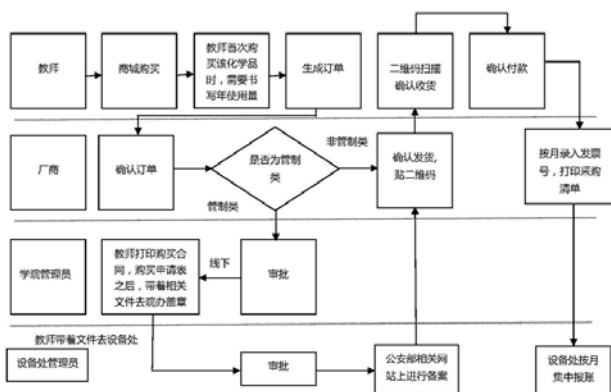 教师
商城购买
教师首次购
买该化学品
时，需要书
写年使用量
生成订单
二维码扫描
确认收货
确认付款
厂商
确认订单
是否为管制
类
非管制类
管制类
确认发货，
贴二维码
按月录入发票
号，打印采购
清单
学院管理员
教师打印购买合
同，购买申请表
之后，带着相关
文件去院办盖章
线下
审批
教师带着文件去设备处
设备处管理员
审批
公安部相关网
站上进行备案
设备处按月
集中报账